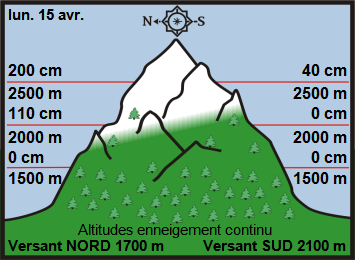 lun. 15 avr.
N S
200 cm 40 cm
2500 m 2500 m
110 cm 0 cm
2000 m 2000 m
0 cm 0 cm
1500 m 1500 m
Altitudes enneigement continu
Versant NORD 1700 m Versant SUD 2100 m